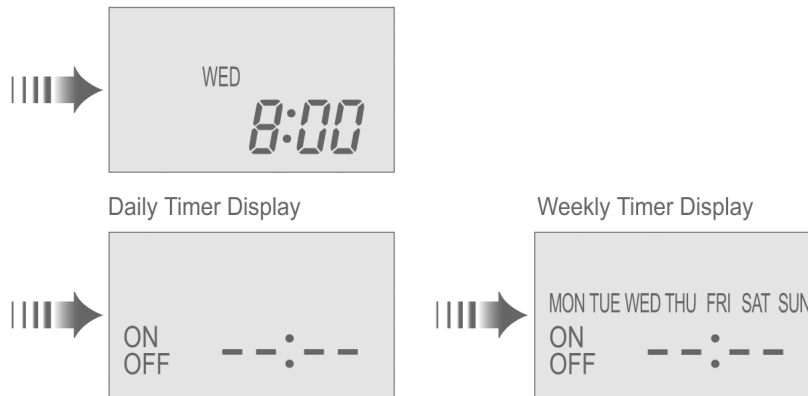 WED
8:00
Daily Timer Display
Weekly Timer Display
ON
OFF
--:--
MON TUE WED THU FRI SAT SUN
ON
OFF
--:--